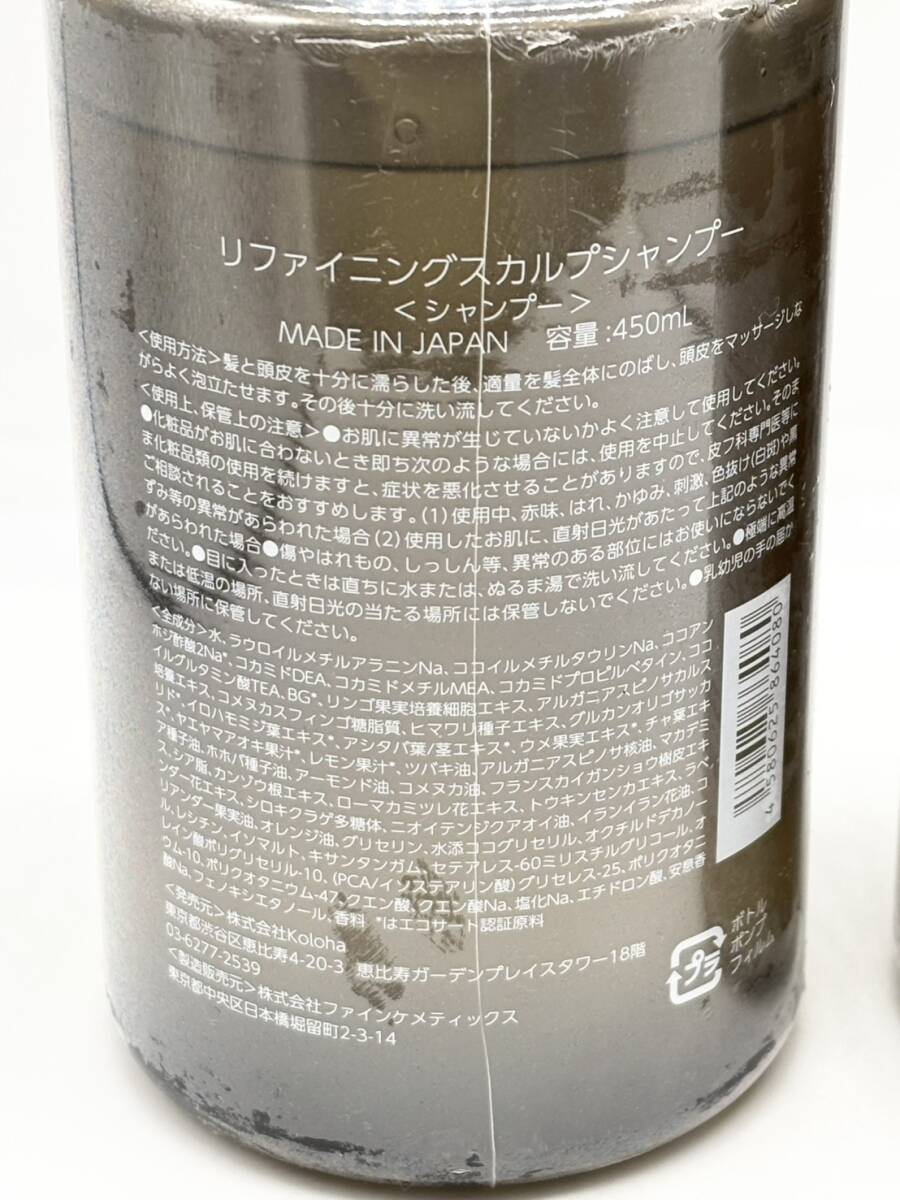 リファイニングスカルプシャンプー
＜シャンプー＞
MADE IN JAPAN　容量:450mL
＜使用方法＞髪と頭皮を十分に濡らした後、適量を髪全体にのばし、頭皮をマッサージしな
がらよく泡立たせます。その後十分に洗い流してください。
＜使用上、保管上の注意＞●お肌に異常が生じていないかよく注意して使用してください。
●化粧品がお肌に合わないとき即ち次のような場合には、使用を中止してください。そのま
ま化粧品類の使用を続けますと、症状を悪化させることがありますので、皮フ科専門医等に
ご相談されることをおすすめします。(1)使用中、赤味、はれ、かゆみ、刺激、色抜け(白斑)や黒
ずみ等の異常があらわれた場合(2)使用したお肌に、直射日光があたって上記のような異常
があらわれた場合●傷やはれもの、しっしん等、異常のある部位にはお使いにならないでく
ださい。●目に入ったときは直ちに水または、ぬるま湯で洗い流してください。●極端に高温
または低温の場所、直射日光の当たる場所には保管しないでください。●乳幼児の手の届か
ない場所に保管してください。
＜全成分＞水、ラウロイルメチルアラニンNa、ココイルメチルタウリンNa、ココアン
ホジ酢酸2Na*、コカミドDEA、コカミドメチルMEA、コカミドプロピルベタイン、ココ
イルグルタミン酸TEA、BG*、リンゴ果実培養細胞エキス、アルガニアスピノサカルス
培養エキス、コメヌカスフィンゴ糖脂質、ヒマワリ種子エキス、グルカンオリゴサッカ
リド*、イロハモミジ葉エキス*、アシタバ葉/茎エキス*、ウメ果実エキス*、チャ葉エキ
ス*、ヤエヤマアオキ果汁*、レモン果汁*、ツバキ油、アルガニアスピノサ核油、マカデミ
ア種子油、ホホバ種子油、アーモンド油、コメヌカ油、フランスカイガンショウ樹皮エキ
ス、シア脂、カンゾウ根エキス、ローマカミツレ花エキス、トウキンセンカエキス、ラベ
ンダー花エキス、シロキクラゲ多糖体、ニオイテンジクアオイ油、イランイラン花油、コ
リアンダー果実油、オレンジ油、グリセリン、水添ココグリセリル、オクチルドデカノー
ル、レシチン、イソマルト、キサンタンガム、セテアレス-60ミリスチルグリコール、オ
レイン酸ポリグリセリル-10、(PCA/イソステアリン酸)グリセレス-25、ポリクオタニ
ウム-10、ポリクオタニウム-47、クエン酸、クエン酸Na、塩化Na、エチドロン酸、安息香
酸Na、フェノキシエタノール、香料　*はエコサート認証原料
＜発売元＞株式会社Koloha
東京都渋谷区恵比寿4-20-3　恵比寿ガーデンプレイスタワー18階
03-6277-2539
＜製造販売元＞株式会社ファインケメティックス
東京都中央区日本橋堀留町2-3-14
4 580625 864080
プラ
ボトル
ポンプ
フィルム